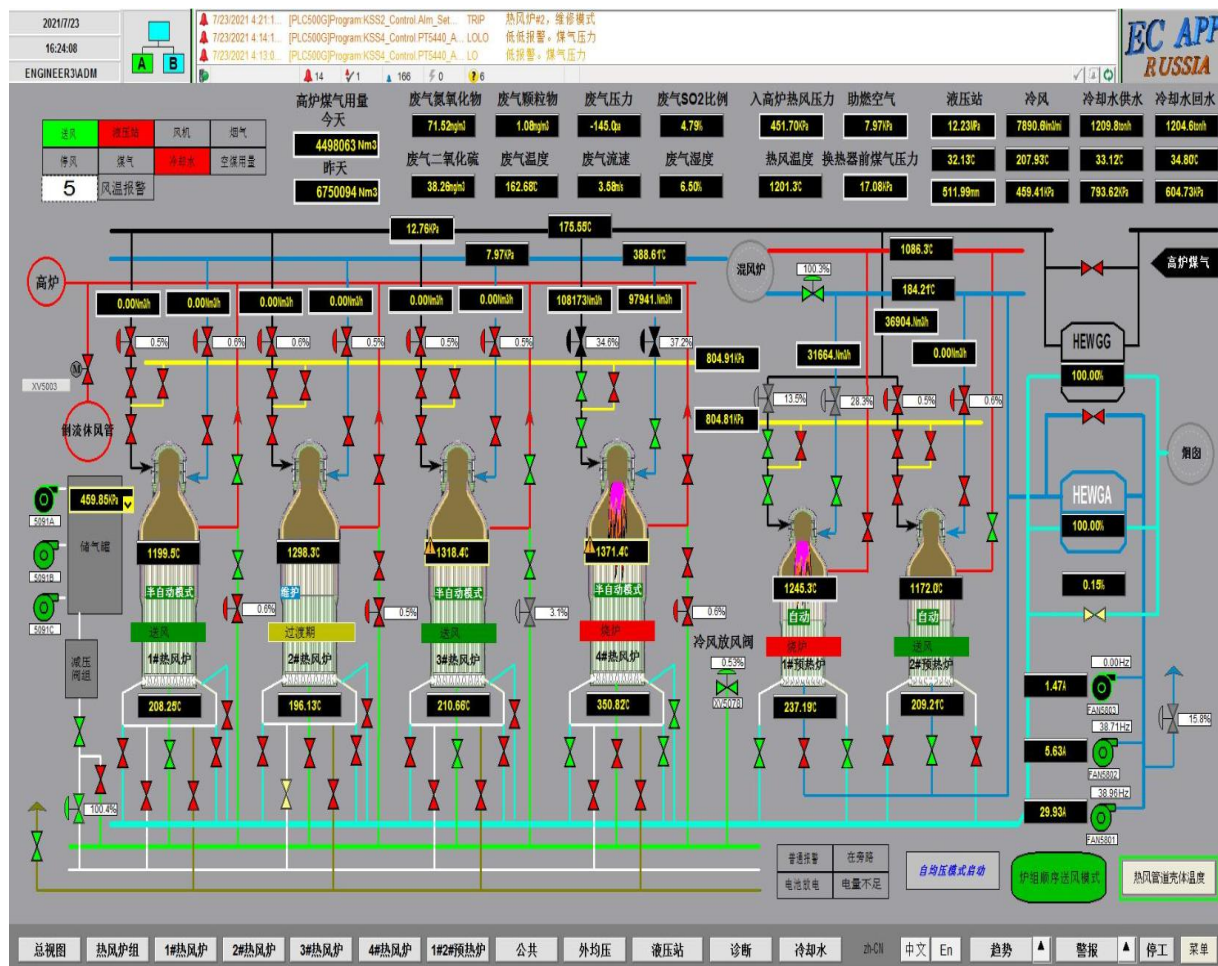 2021/7/23
16:24:08
ENGINEER3\ADM
A B
7/23/2021 4:21:1... [PLC500G]Program:KSS2_Control.Alm_Set... TRIP 热风炉#2，维修模式
7/23/2021 4:14:1... [PLC500G]Program:KSS4_Control.PT5440_A... LOLO 低低报警。煤气压力
7/23/2021 4:13:0... [PLC500G]Program:KSS4_Control.PT5440_A... LO 低报警。煤气压力
14 1 166 0 6
EC APP
RUSSIA
送风 液压站 风机 烟气
停风 煤气 冷却水 空煤用量
5 风温报警
高炉煤气用量 废气氮氧化物 废气颗粒物 废气压力 废气SO2比例 入高炉热风压力 助燃空气 液压站 冷风 冷却水供水 冷却水回水
今天
4498063 Nm3
昨天
6750094 Nm3
71.52mg/m3 1.08mg/m3 -145.0pa 4.79% 451.70KPa 7.97KPa 12.23MPa 7890.6Nm3/mi 1209.8ton/h 1204.6ton/h
废气二氧化硫 废气温度 废气流速 废气湿度 热风温度 换热器前煤气压力
32.13C 207.93C 33.12C 34.80C
38.26mg/m3 162.68C 3.58m/s 6.50% 1201.3C 17.08KPa 511.99mm 459.41KPa 793.62KPa 604.73KPa
12.76KPa 175.55C
7.97KPa 388.61C
1086.3C
184.21C
36904.Nm3/h
高炉
混风炉
100.3%
高炉煤气
0.00Nm3/h 0.00Nm3/h 0.00Nm3/h 0.00Nm3/h 0.00Nm3/h 0.00Nm3/h 108173Nm3/h 97941.Nm3/h
0.5% 0.6% 0.6% 0.5% 0.5% 0.5% 34.6% 37.2%
31664.Nm3/h 0.00Nm3/h
HEWGG
100.00%
804.91KPa
M
XV5003
13.5% 28.3% 0.5% 0.6%
804.81KPa
倒流休风管
烟囱
HEWGA
100.00%
459.85KPa
储气罐
5091A
5091B
5091C
减压
阀组
1199.5C 1298.3C 1318.4C 1371.4C 1245.3C 1172.0C
0.15%
半自动模式 维护 半自动模式 半自动模式 自动 自动
0.6% 0.5% 3.1% 0.6%
送风 过渡期 送风 烧炉 烧炉 送风
1#热风炉 2#热风炉 3#热风炉 4#热风炉 1#预热炉 2#预热炉
冷风放风阀
0.53%
XV5078
208.25C 196.13C 210.66C 350.82C 237.19C 209.21C
0.00Hz
1.47A
FAN5803
38.71Hz
5.63A
FAN5802
38.96Hz
29.93A
FAN5801
15.8%
100.4%
普通报警 在旁路
电池放电 电量不足
自均压模式启动
炉组顺序送风模式
热风管道壳体温度
总视图 热风炉组 1#热风炉 2#热风炉 3#热风炉 4#热风炉 1#2#预热炉 公共 外均压 液压站 诊断 冷却水 zh-CN 中文 En 趋势 警报 停工 菜单